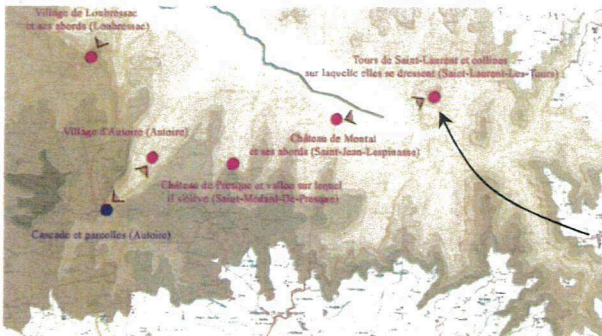 Village de Loubressac
et ses abords (Loubressac)
Tours de Saint-Laurent et collines
sur laquelle elles se dressent (Saint-Laurent-Les-Tours)
Village d'Autoire (Autoire)
Château de Montal
et ses abords (Saint-Jean-Lespinasse)
Château de Presque et vallon sur lequel
il s'élève (Saint-Médard-De-Presque)
Cascade et parcelles (Autoire)